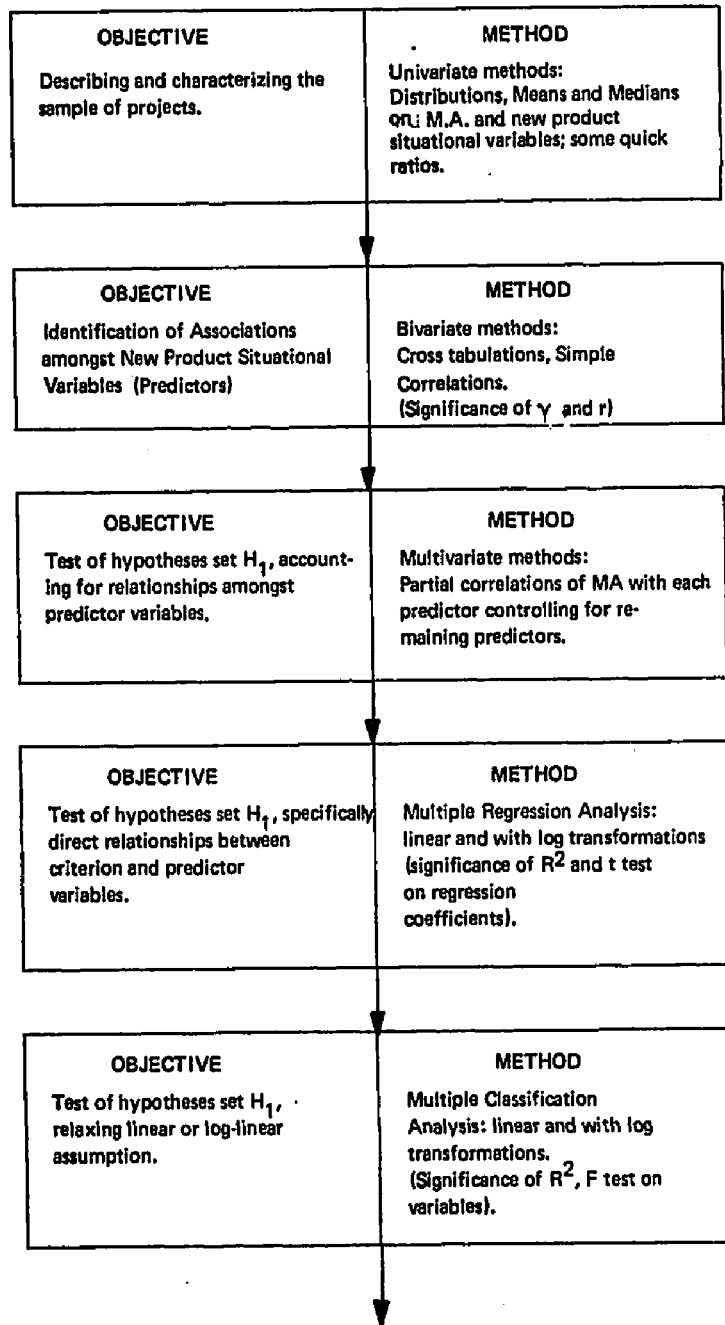 OBJECTIVE
Describing and characterizing the
sample of projects.
METHOD
Univariate methods:
Distributions, Means and Medians
on: M.A. and new product
situational variables; some quick
ratios.
OBJECTIVE
Identification of Associations
amongst New Product Situational
Variables (Predictors)
METHOD
Bivariate methods:
Cross tabulations, Simple
Correlations.
(Significance of γ and r)
OBJECTIVE
Test of hypotheses set H₁, account-
ing for relationships amongst
predictor variables.
METHOD
Multivariate methods:
Partial correlations of MA with each
predictor controlling for re-
maining predictors.
OBJECTIVE
Test of hypotheses set H₁, specifically
direct relationships between
criterion and predictor
variables.
METHOD
Multiple Regression Analysis:
linear and with log transformations
(significance of R² and t test
on regression
coefficients).
OBJECTIVE
Test of hypotheses set H₁,
relaxing linear or log-linear
assumption.
METHOD
Multiple Classification
Analysis: linear and with log
transformations.
(Significance of R², F test on
variables).